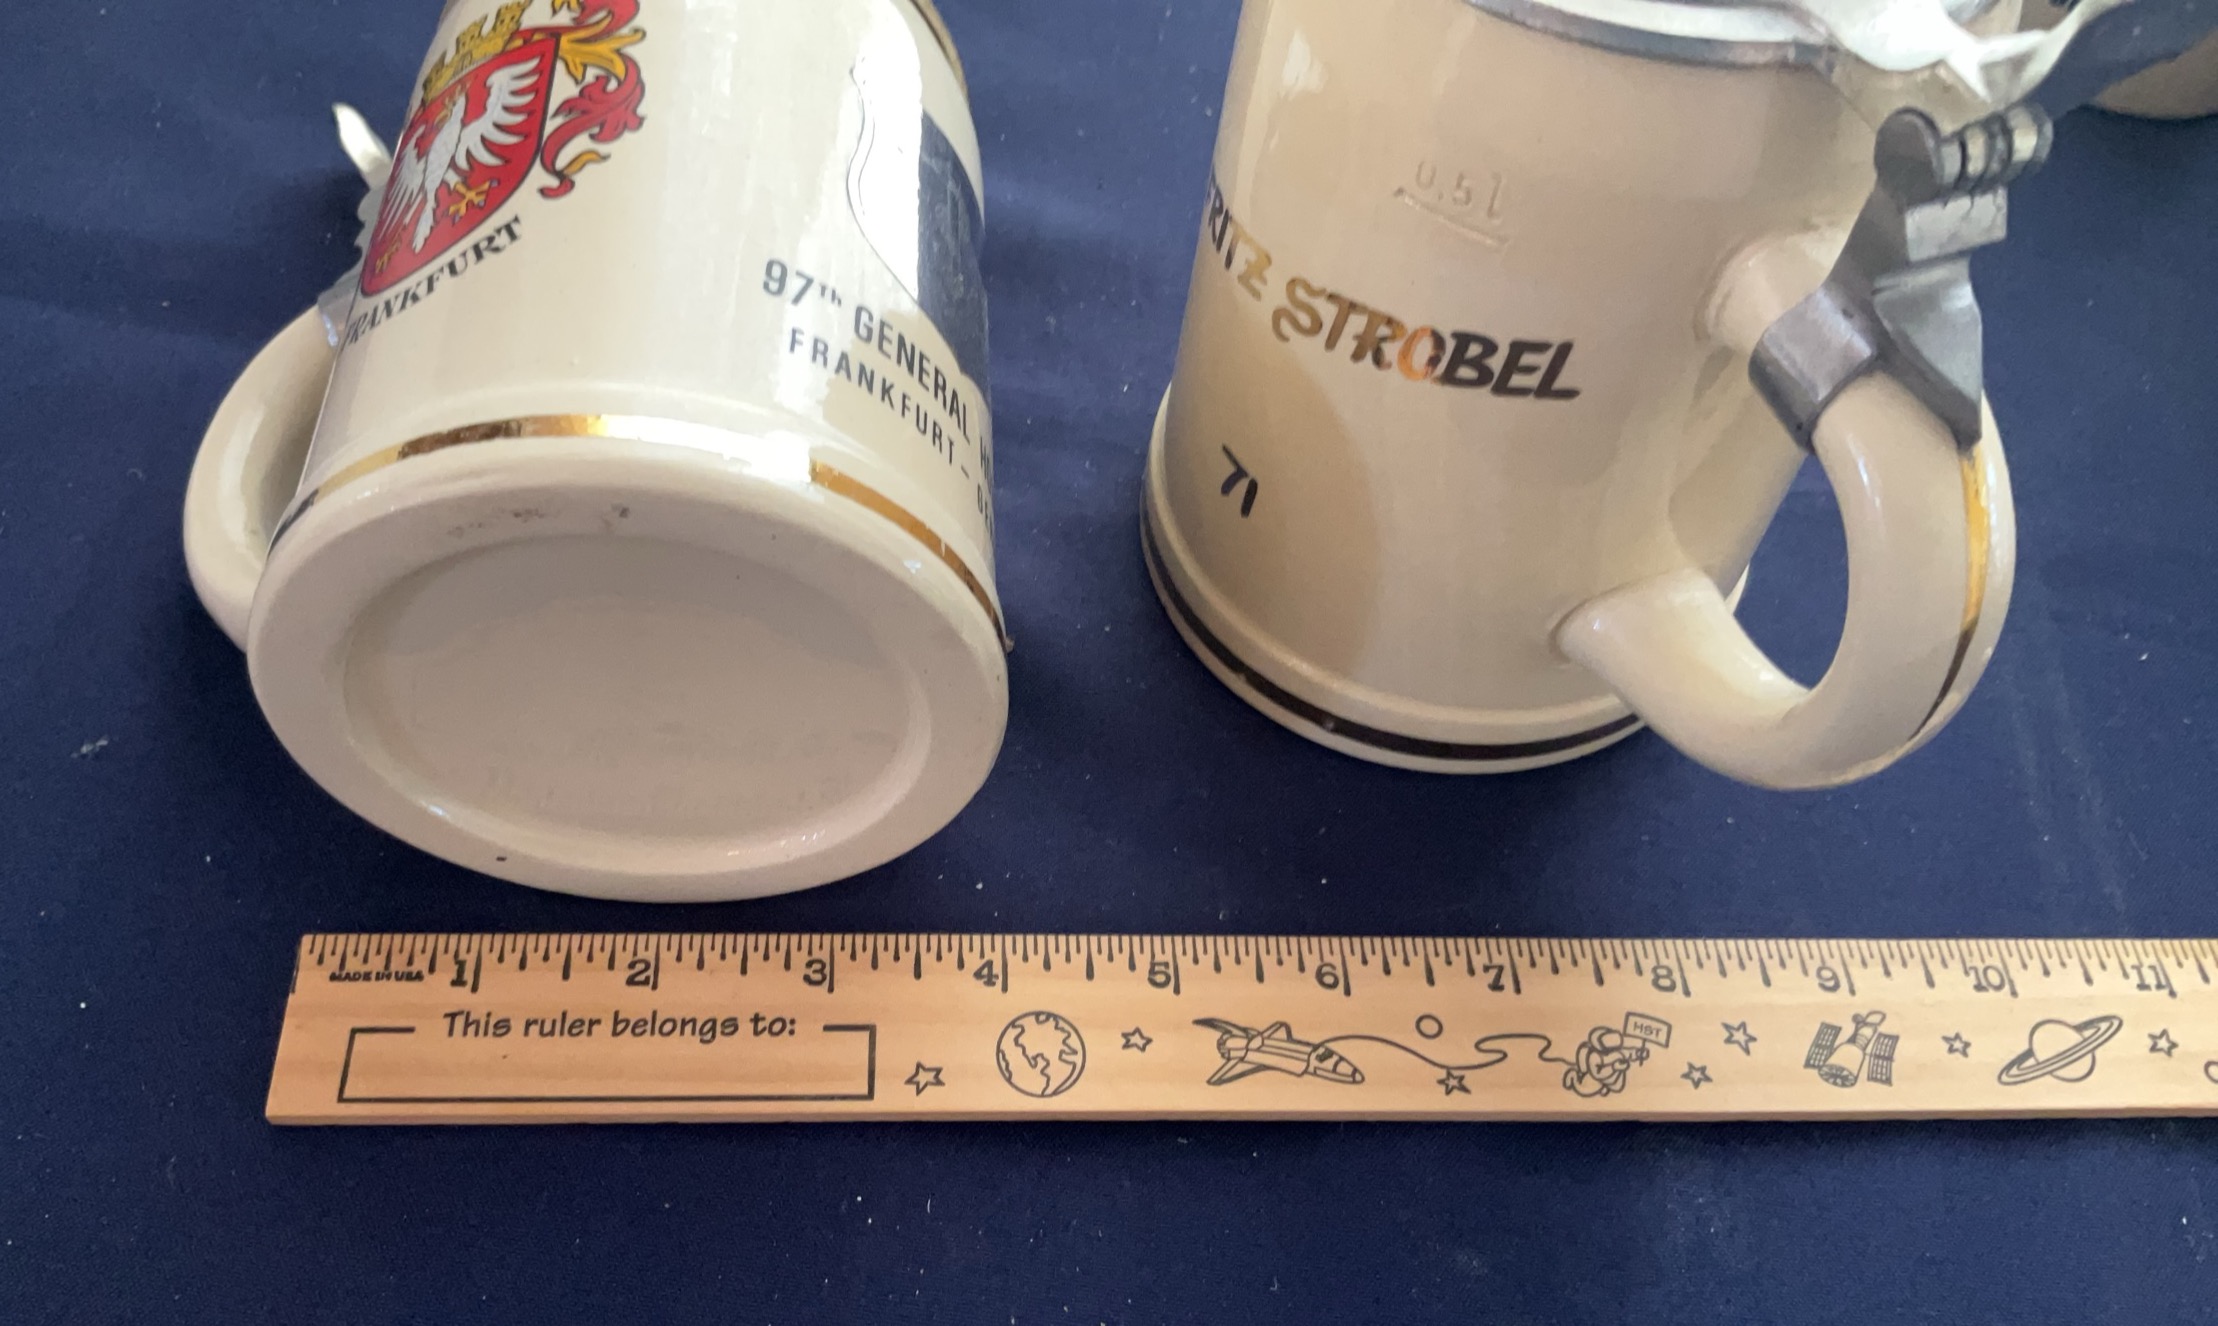 FRANKFURT
97TH GENERAL
FRANKFURT -
0.5 l
FRITZ STROBEL
71
MADE IN USA
1 2 3 4 5 6 7 8 9 10 11
This ruler belongs to:
HST